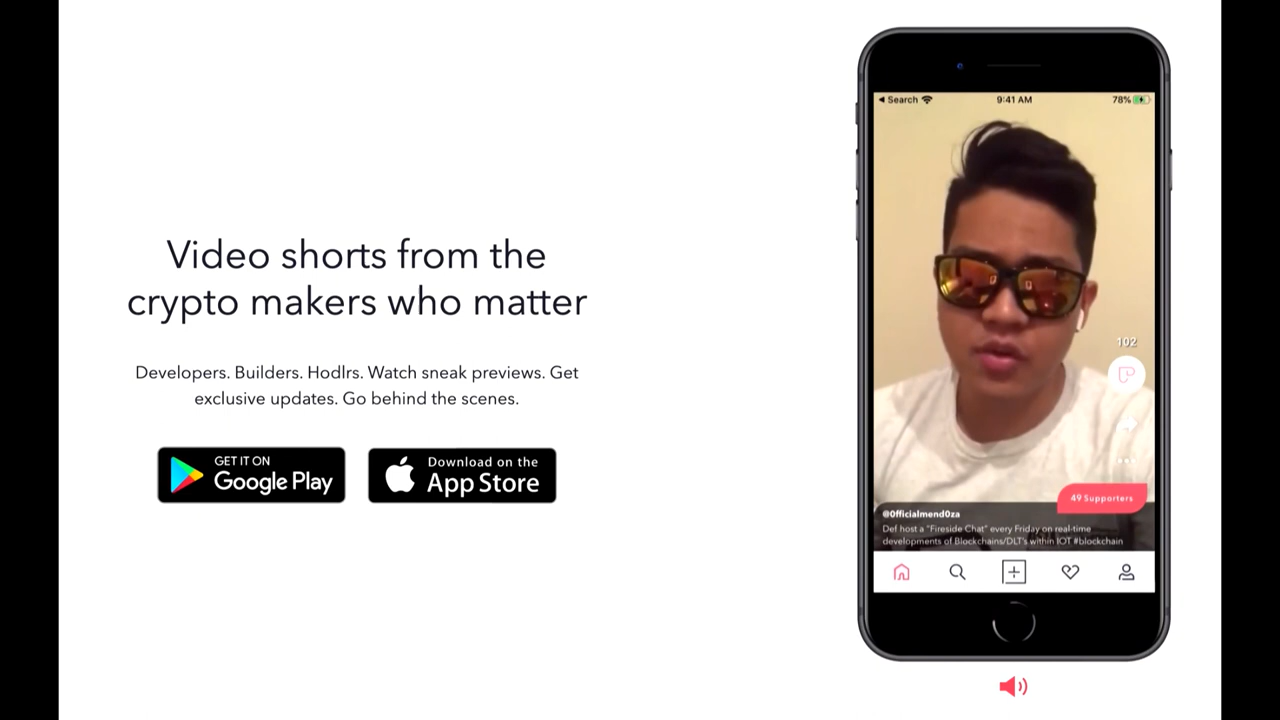 Video shorts from the
crypto makers who matter
Developers. Builders. Hodlrs. Watch sneak previews. Get
exclusive updates. Go behind the scenes.
GET IT ON
Google Play
Download on the
App Store
Search
9:41 AM
78%
102
49 Supporters
@0fficialmend0za
Def host a "Fireside Chat" every Friday on real-time
developments of Blockchains/DLT's within IOT #blockchain